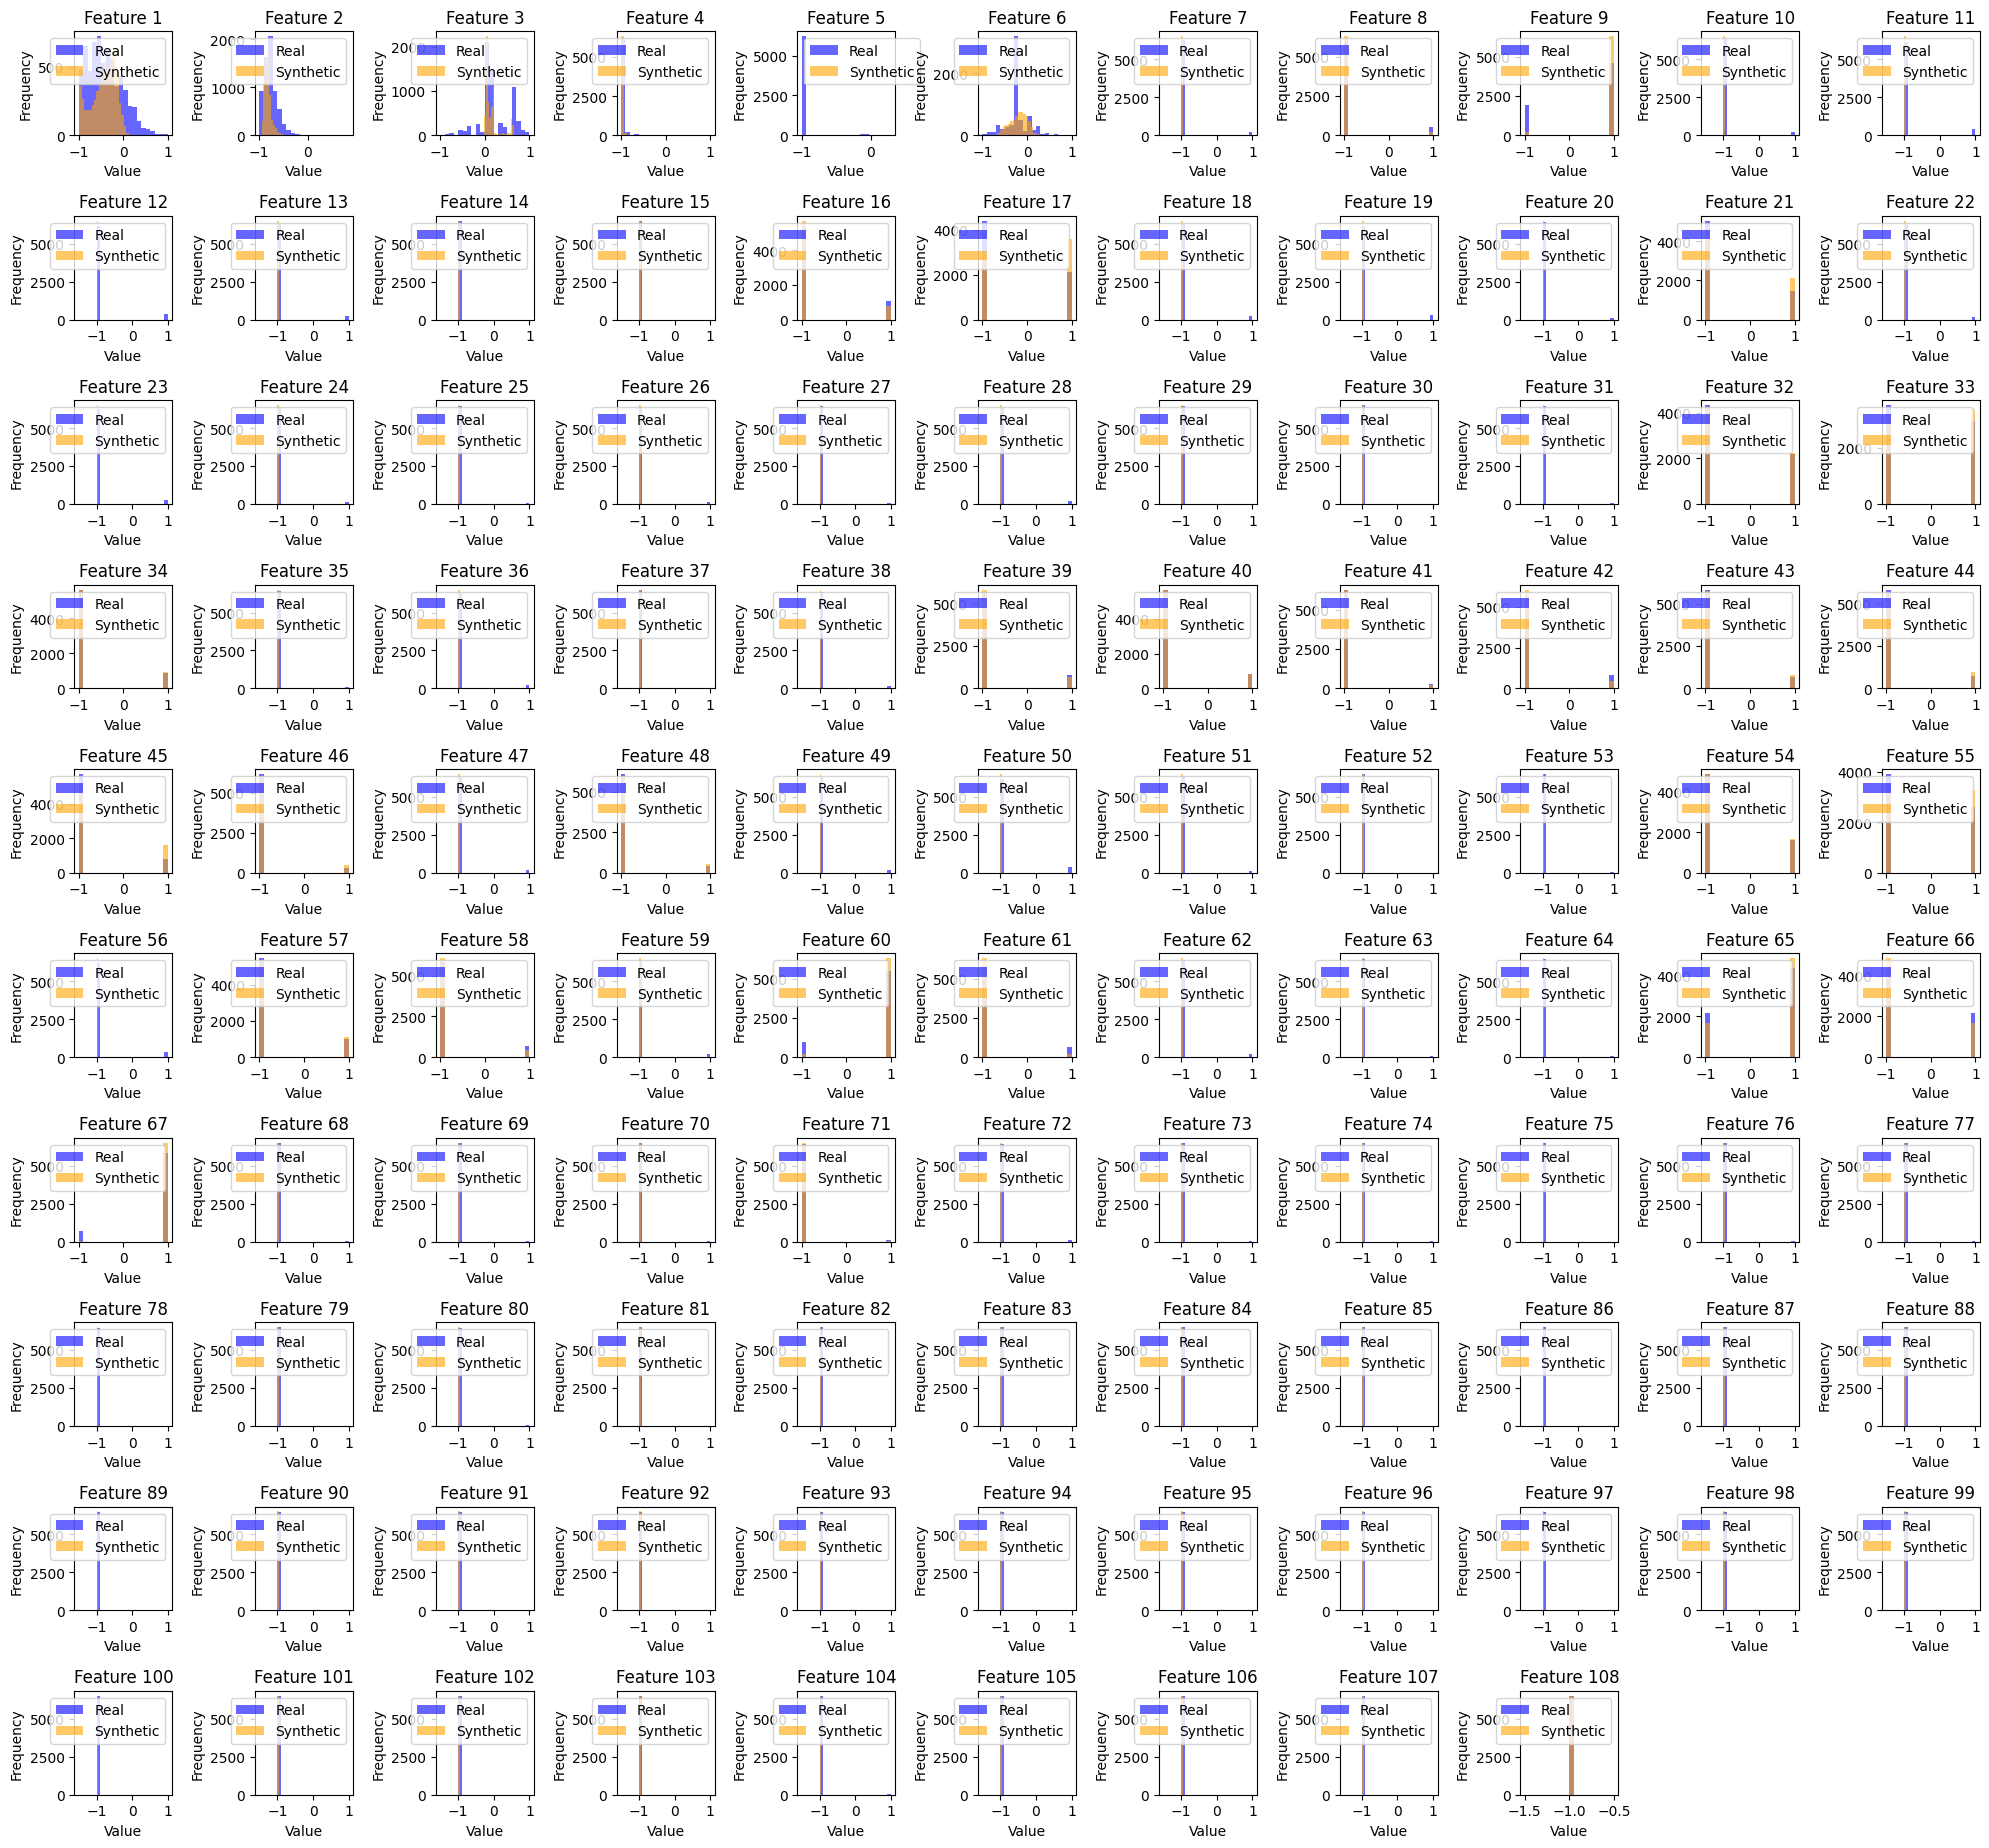 Feature 1 Feature 2 Feature 3 Feature 4 Feature 5 Feature 6 Feature 7 Feature 8 Feature 9 Feature 10 Feature 11
Frequency Frequency Frequency Frequency Frequency Frequency Frequency Frequency Frequency Frequency Frequency
Real Real Real Real Real Real Real Real Real Real Real
Synthetic Synthetic Synthetic Synthetic Synthetic Synthetic Synthetic Synthetic Synthetic Synthetic Synthetic
500 2000 2000 5000 5000 2000 5000 5000 5000 5000 5000
1000 1000 2500 2500 2500 2500 2500 2500 2500
0 0 0 0 0 0 0 0 0 0 0
−1 0 1 −1 0 −1 0 1 −1 0 1 −1 0 −1 0 1 −1 0 1 −1 0 1 −1 0 1 −1 0 1 −1 0 1
Value Value Value Value Value Value Value Value Value Value Value
Feature 12 Feature 13 Feature 14 Feature 15 Feature 16 Feature 17 Feature 18 Feature 19 Feature 20 Feature 21 Feature 22
Frequency Frequency Frequency Frequency Frequency Frequency Frequency Frequency Frequency Frequency Frequency
Real Real Real Real Real Real Real Real Real Real Real
Synthetic Synthetic Synthetic Synthetic Synthetic Synthetic Synthetic Synthetic Synthetic Synthetic Synthetic
5000 5000 5000 5000 4000 4000 5000 5000 5000 4000 5000
2500 2500 2500 2500 2000 2000 2500 2500 2500 2000 2500
0 0 0 0 0 0 0 0 0 0 0
−1 0 1 −1 0 1 −1 0 1 −1 0 1 −1 0 1 −1 0 1 −1 0 1 −1 0 1 −1 0 1 −1 0 1 −1 0 1
Value Value Value Value Value Value Value Value Value Value Value
Feature 23 Feature 24 Feature 25 Feature 26 Feature 27 Feature 28 Feature 29 Feature 30 Feature 31 Feature 32 Feature 33
Frequency Frequency Frequency Frequency Frequency Frequency Frequency Frequency Frequency Frequency Frequency
Real Real Real Real Real Real Real Real Real Real Real
Synthetic Synthetic Synthetic Synthetic Synthetic Synthetic Synthetic Synthetic Synthetic Synthetic Synthetic
5000 5000 5000 5000 5000 5000 5000 5000 5000 4000 2000
2500 2500 2500 2500 2500 2500 2500 2500 2500 2000
0 0 0 0 0 0 0 0 0 0 0
−1 0 1 −1 0 1 −1 0 1 −1 0 1 −1 0 1 −1 0 1 −1 0 1 −1 0 1 −1 0 1 −1 0 1 −1 0 1
Value Value Value Value Value Value Value Value Value Value Value
Feature 34 Feature 35 Feature 36 Feature 37 Feature 38 Feature 39 Feature 40 Feature 41 Feature 42 Feature 43 Feature 44
Frequency Frequency Frequency Frequency Frequency Frequency Frequency Frequency Frequency Frequency Frequency
Real Real Real Real Real Real Real Real Real Real Real
Synthetic Synthetic Synthetic Synthetic Synthetic Synthetic Synthetic Synthetic Synthetic Synthetic Synthetic
4000 5000 5000 5000 5000 5000 4000 5000 5000 5000 5000
2000 2500 2500 2500 2500 2500 2000 2500 2500 2500 2500
0 0 0 0 0 0 0 0 0 0 0
−1 0 1 −1 0 1 −1 0 1 −1 0 1 −1 0 1 −1 0 1 −1 0 1 −1 0 1 −1 0 1 −1 0 1 −1 0 1
Value Value Value Value Value Value Value Value Value Value Value
Feature 45 Feature 46 Feature 47 Feature 48 Feature 49 Feature 50 Feature 51 Feature 52 Feature 53 Feature 54 Feature 55
Frequency Frequency Frequency Frequency Frequency Frequency Frequency Frequency Frequency Frequency Frequency
Real Real Real Real Real Real Real Real Real Real Real
Synthetic Synthetic Synthetic Synthetic Synthetic Synthetic Synthetic Synthetic Synthetic Synthetic Synthetic
4000 5000 5000 5000 5000 5000 5000 5000 5000 4000 4000
2000 2500 2500 2500 2500 2500 2500 2500 2500 2000 2000
0 0 0 0 0 0 0 0 0 0 0
−1 0 1 −1 0 1 −1 0 1 −1 0 1 −1 0 1 −1 0 1 −1 0 1 −1 0 1 −1 0 1 −1 0 1 −1 0 1
Value Value Value Value Value Value Value Value Value Value Value
Feature 56 Feature 57 Feature 58 Feature 59 Feature 60 Feature 61 Feature 62 Feature 63 Feature 64 Feature 65 Feature 66
Frequency Frequency Frequency Frequency Frequency Frequency Frequency Frequency Frequency Frequency Frequency
Real Real Real Real Real Real Real Real Real Real Real
Synthetic Synthetic Synthetic Synthetic Synthetic Synthetic Synthetic Synthetic Synthetic Synthetic Synthetic
5000 4000 5000 5000 5000 5000 5000 5000 5000 4000 4000
2500 2000 2500 2500 2500 2500 2500 2500 2500 2000 2000
0 0 0 0 0 0 0 0 0 0 0
−1 0 1 −1 0 1 −1 0 1 −1 0 1 −1 0 1 −1 0 1 −1 0 1 −1 0 1 −1 0 1 −1 0 1 −1 0 1
Value Value Value Value Value Value Value Value Value Value Value
Feature 67 Feature 68 Feature 69 Feature 70 Feature 71 Feature 72 Feature 73 Feature 74 Feature 75 Feature 76 Feature 77
Frequency Frequency Frequency Frequency Frequency Frequency Frequency Frequency Frequency Frequency Frequency
Real Real Real Real Real Real Real Real Real Real Real
Synthetic Synthetic Synthetic Synthetic Synthetic Synthetic Synthetic Synthetic Synthetic Synthetic Synthetic
5000 5000 5000 5000 5000 5000 5000 5000 5000 5000 5000
2500 2500 2500 2500 2500 2500 2500 2500 2500 2500 2500
0 0 0 0 0 0 0 0 0 0 0
−1 0 1 −1 0 1 −1 0 1 −1 0 1 −1 0 1 −1 0 1 −1 0 1 −1 0 1 −1 0 1 −1 0 1 −1 0 1
Value Value Value Value Value Value Value Value Value Value Value
Feature 78 Feature 79 Feature 80 Feature 81 Feature 82 Feature 83 Feature 84 Feature 85 Feature 86 Feature 87 Feature 88
Frequency Frequency Frequency Frequency Frequency Frequency Frequency Frequency Frequency Frequency Frequency
Real Real Real Real Real Real Real Real Real Real Real
Synthetic Synthetic Synthetic Synthetic Synthetic Synthetic Synthetic Synthetic Synthetic Synthetic Synthetic
5000 5000 5000 5000 5000 5000 5000 5000 5000 5000 5000
2500 2500 2500 2500 2500 2500 2500 2500 2500 2500 2500
0 0 0 0 0 0 0 0 0 0 0
−1 0 1 −1 0 1 −1 0 1 −1 0 1 −1 0 1 −1 0 1 −1 0 1 −1 0 1 −1 0 1 −1 0 1 −1 0 1
Value Value Value Value Value Value Value Value Value Value Value
Feature 89 Feature 90 Feature 91 Feature 92 Feature 93 Feature 94 Feature 95 Feature 96 Feature 97 Feature 98 Feature 99
Frequency Frequency Frequency Frequency Frequency Frequency Frequency Frequency Frequency Frequency Frequency
Real Real Real Real Real Real Real Real Real Real Real
Synthetic Synthetic Synthetic Synthetic Synthetic Synthetic Synthetic Synthetic Synthetic Synthetic Synthetic
5000 5000 5000 5000 5000 5000 5000 5000 5000 5000 5000
2500 2500 2500 2500 2500 2500 2500 2500 2500 2500 2500
0 0 0 0 0 0 0 0 0 0 0
−1 0 1 −1 0 1 −1 0 1 −1 0 1 −1 0 1 −1 0 1 −1 0 1 −1 0 1 −1 0 1 −1 0 1 −1 0 1
Value Value Value Value Value Value Value Value Value Value Value
Feature 100 Feature 101 Feature 102 Feature 103 Feature 104 Feature 105 Feature 106 Feature 107 Feature 108
Frequency Frequency Frequency Frequency Frequency Frequency Frequency Frequency Frequency
Real Real Real Real Real Real Real Real Real
Synthetic Synthetic Synthetic Synthetic Synthetic Synthetic Synthetic Synthetic Synthetic
5000 5000 5000 5000 5000 5000 5000 5000 5000
2500 2500 2500 2500 2500 2500 2500 2500 2500
0 0 0 0 0 0 0 0 0
−1 0 1 −1 0 1 −1 0 1 −1 0 1 −1 0 1 −1 0 1 −1 0 1 −1 0 1 −1.5 −1.0 −0.5
Value Value Value Value Value Value Value Value Value